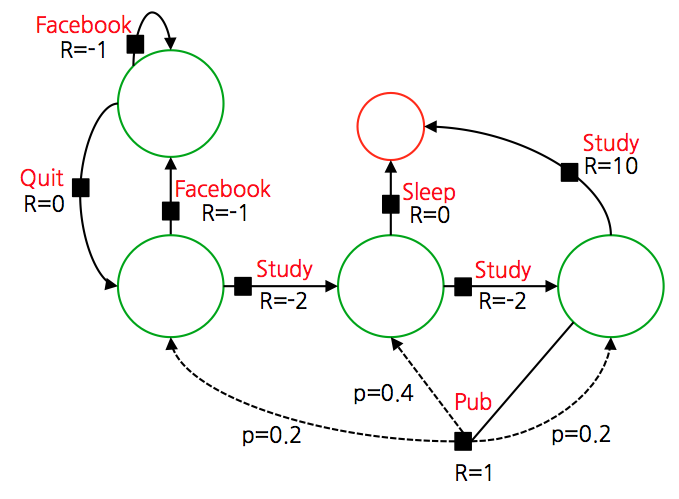 Facebook
R=-1
Quit
R=0
Facebook
R=-1
Study
R=-2
Sleep
R=0
Study
R=-2
Study
R=10
p=0.2
p=0.4
Pub
R=1
p=0.2